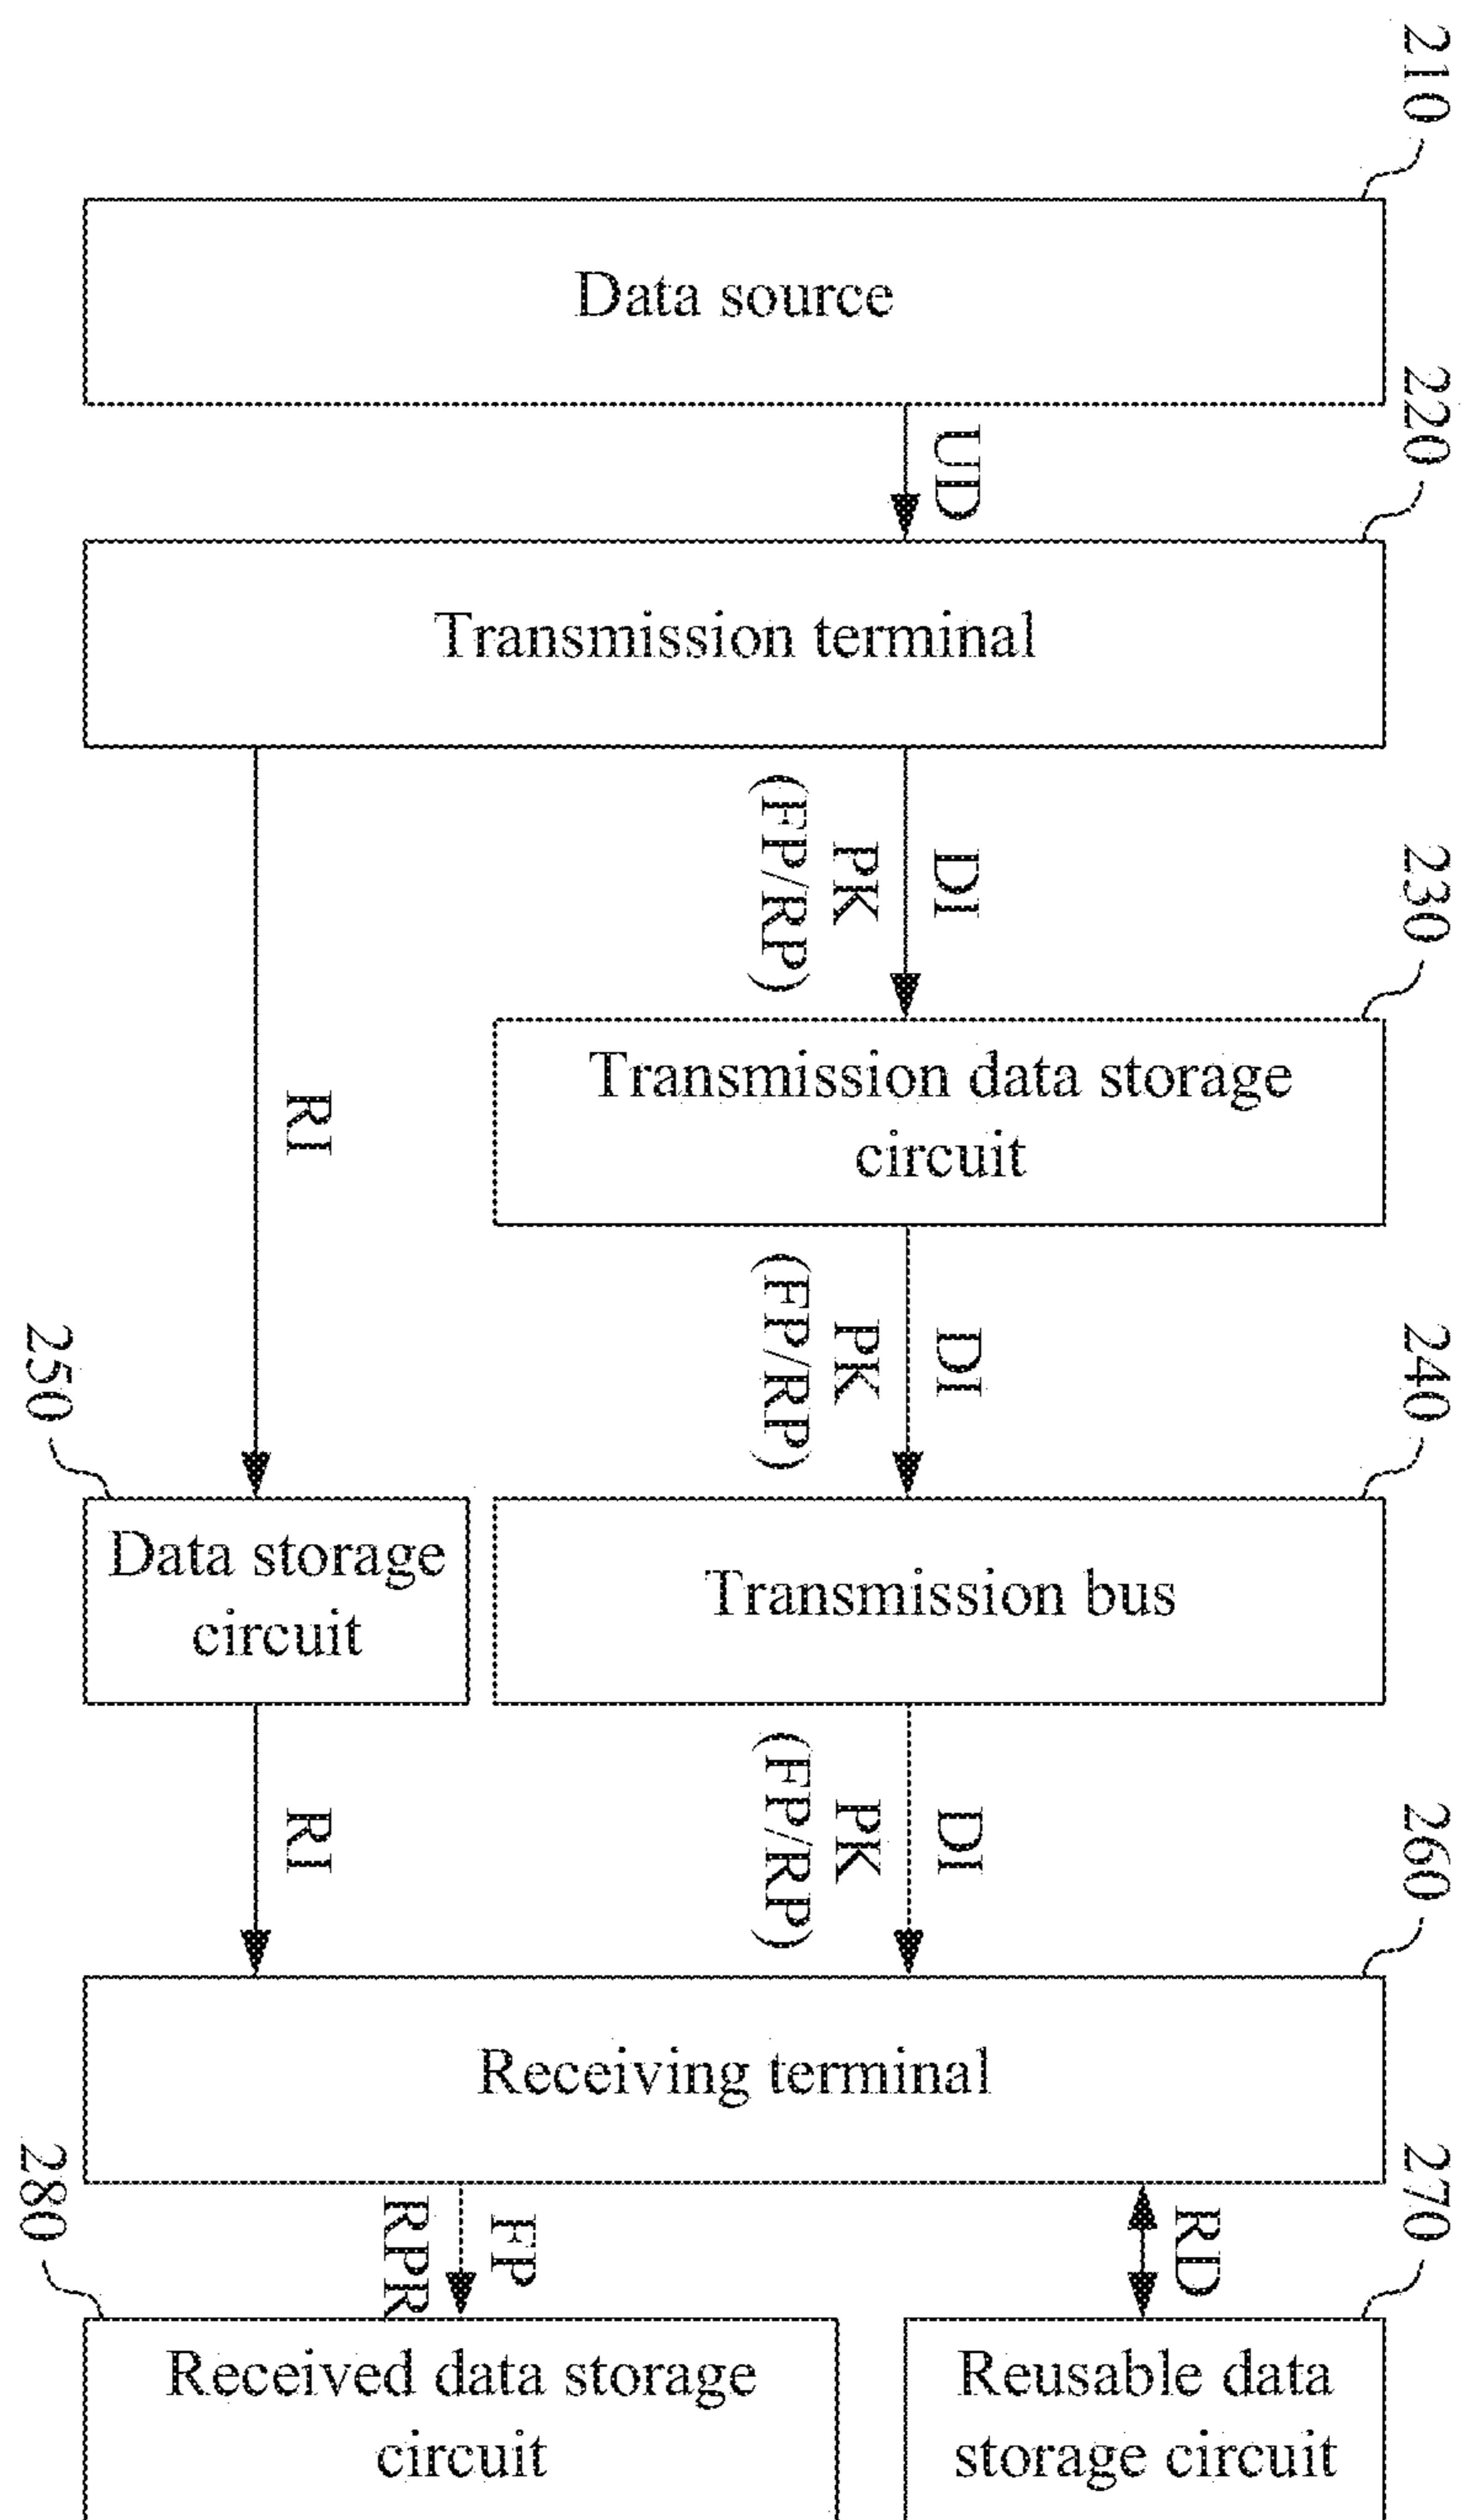 210
Data source
220
UD
Transmission terminal
230
DI
PK
(FP/RP)
RI
Transmission data storage
circuit
240
DI
PK
(FP/RP)
250
Data storage
circuit
Transmission bus
260
DI
PK
(FP/RP)
RI
Receiving terminal
270
280
RD
FP
RPR
Received data storage
circuit
Reusable data
storage circuit